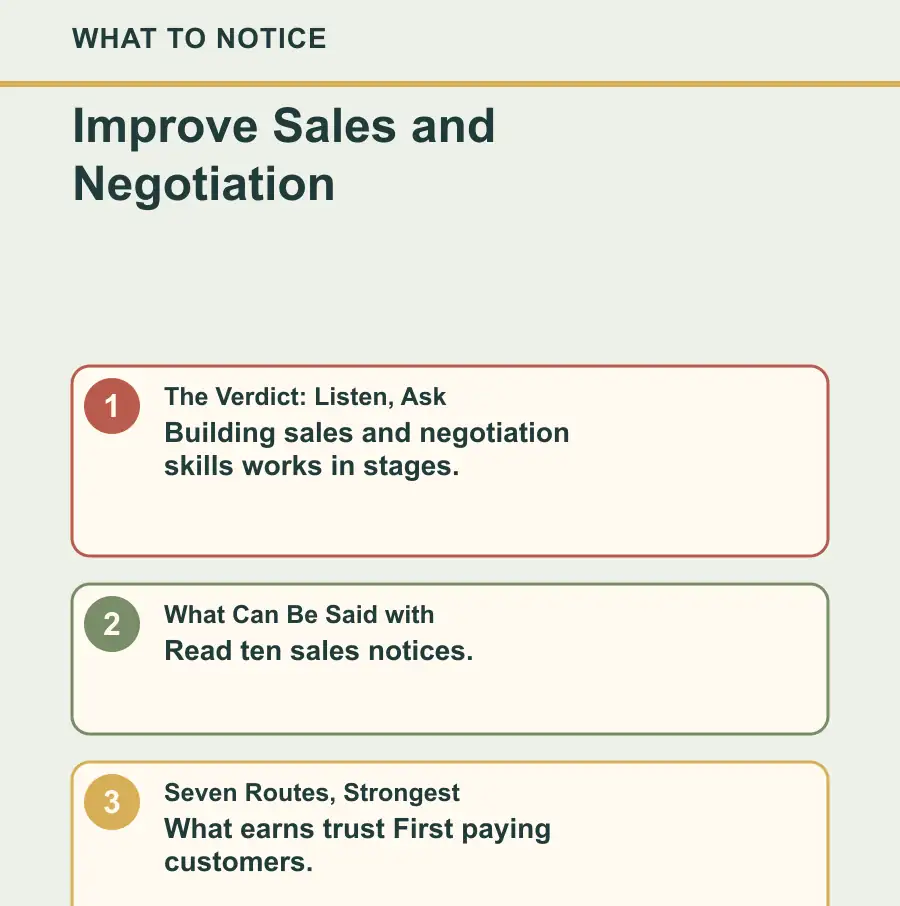 WHAT TO NOTICE
Improve Sales and
Negotiation
1
The Verdict: Listen, Ask
Building sales and negotiation
skills works in stages.
2
What Can Be Said with
Read ten sales notices.
3
Seven Routes, Strongest
What earns trust First paying
customers.